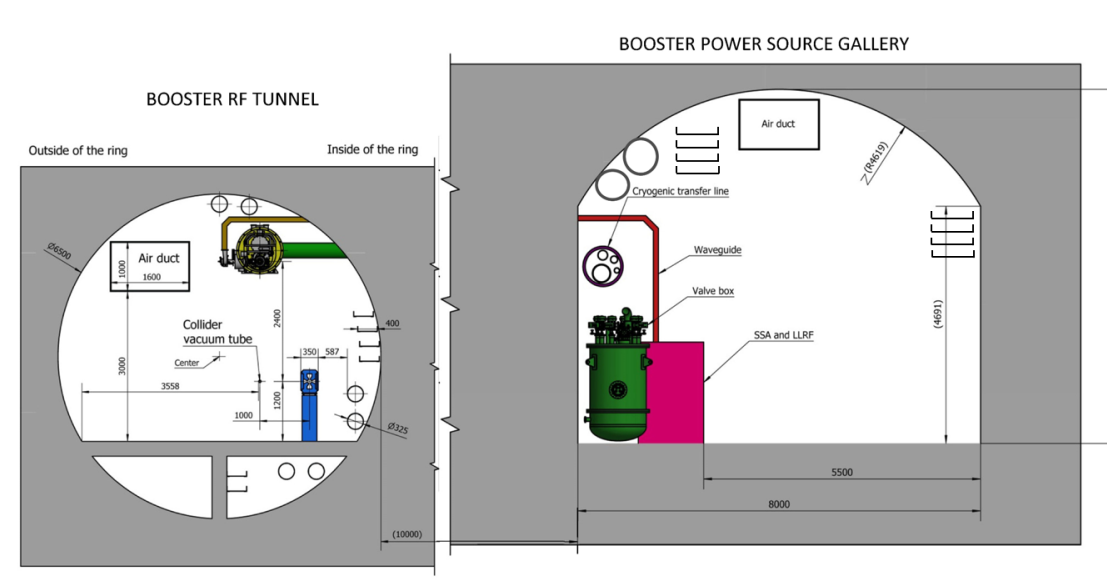 BOOSTER POWER SOURCE GALLERY
BOOSTER RF TUNNEL
Outside of the ring
Inside of the ring
Air duct
(R4619)
Cryogenic transfer line
Ø6500
Air duct
1000
1600
Waveguide
Valve box
2400
(4691)
Collider
vacuum tube
400
SSA and LLRF
Center
350
587
3000
3558
1200
1000
Ø325
5500
8000
(10000)